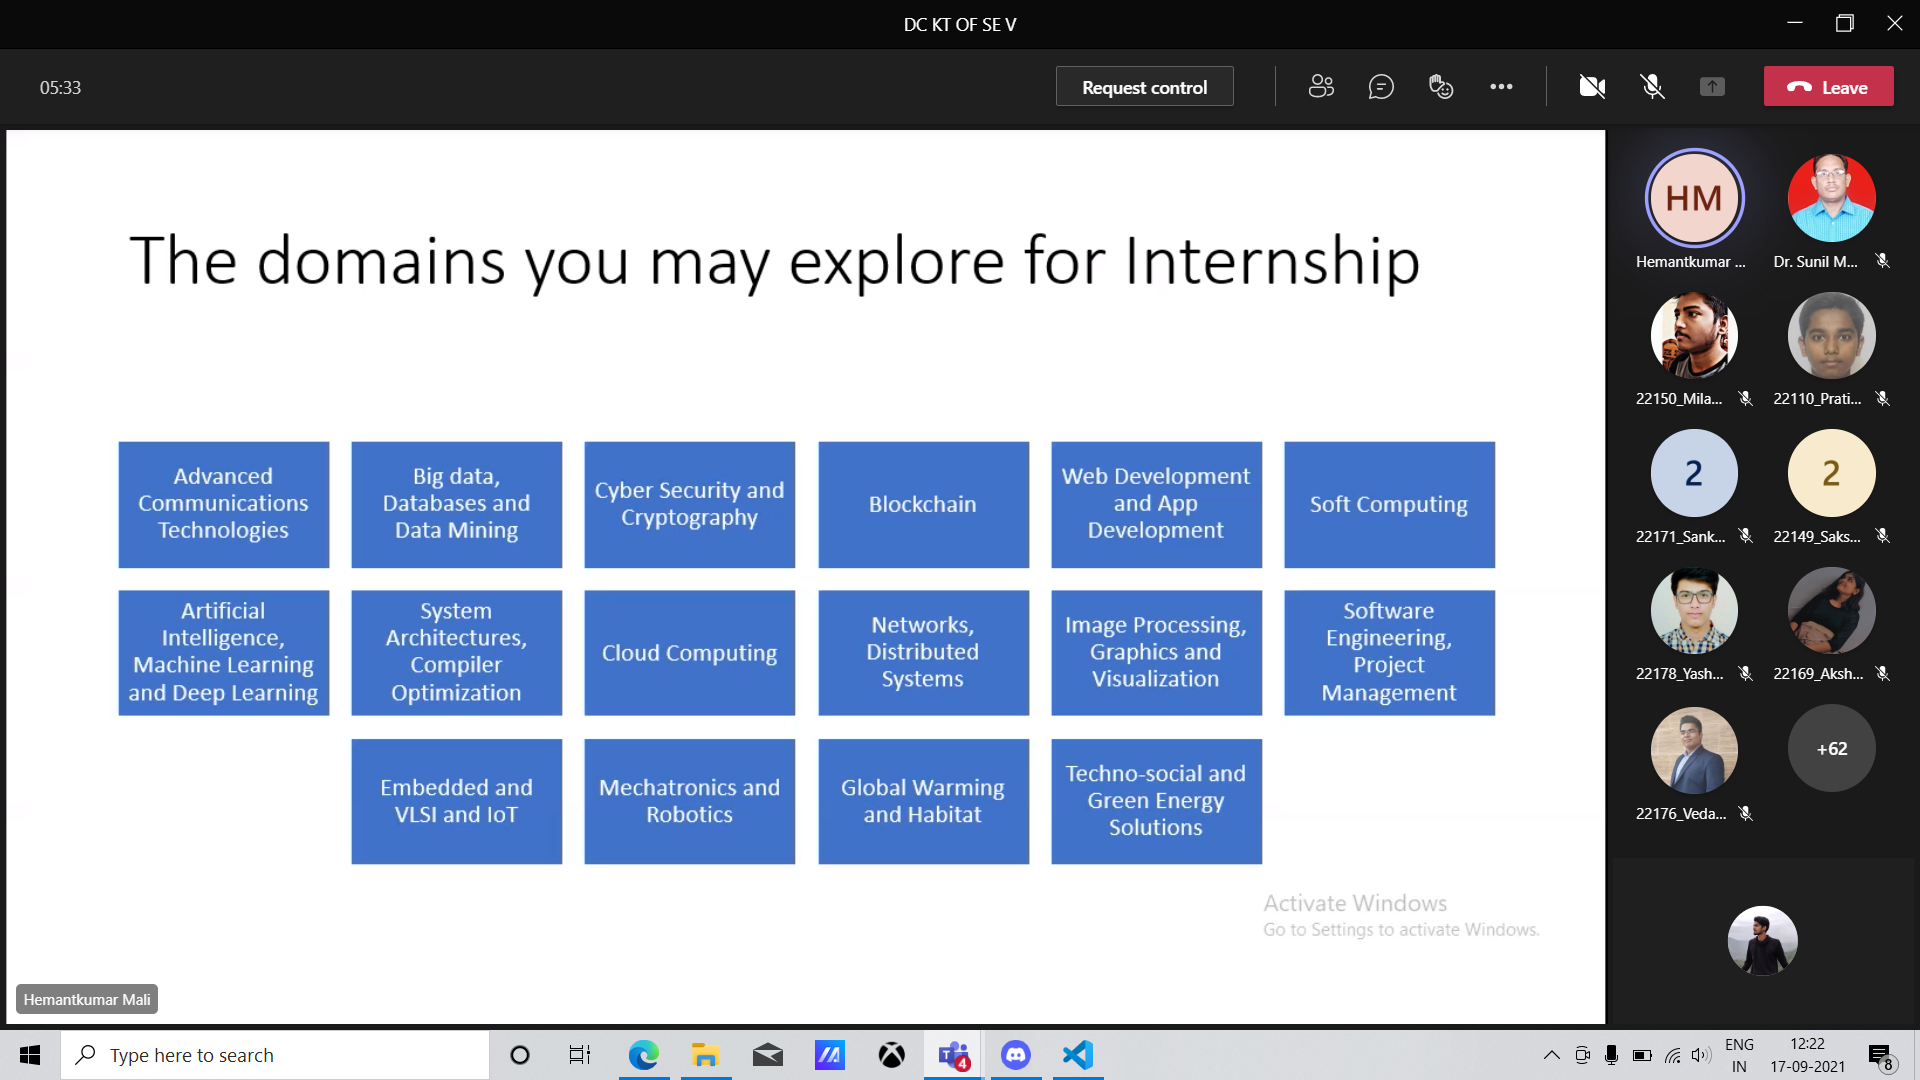 DC KT OF SE V
05:33
Request control
Leave
The domains you may explore for Internship
Advanced
Communications
Technologies
Big data,
Databases and
Data Mining
Cyber Security and
Cryptography
Blockchain
Web Development
and App
Development
Soft Computing
Artificial
Intelligence,
Machine Learning
and Deep Learning
System
Architectures,
Compiler
Optimization
Cloud Computing
Networks,
Distributed
Systems
Image Processing,
Graphics and
Visualization
Software
Engineering,
Project
Management
Embedded and
VLSI and IoT
Mechatronics and
Robotics
Global Warming
and Habitat
Techno-social and
Green Energy
Solutions
Activate Windows
Go to Settings to activate Windows.
Hemantkumar Mali
HM
Hemantkumar ...
Dr. Sunil M...
22150_Mila...
22110_Prati...
2
22171_Sank...
2
22149_Saks...
22178_Yash...
22169_Aksh...
22176_Veda...
+62
Type here to search
4
ENG
IN
12:22
17-09-2021
8